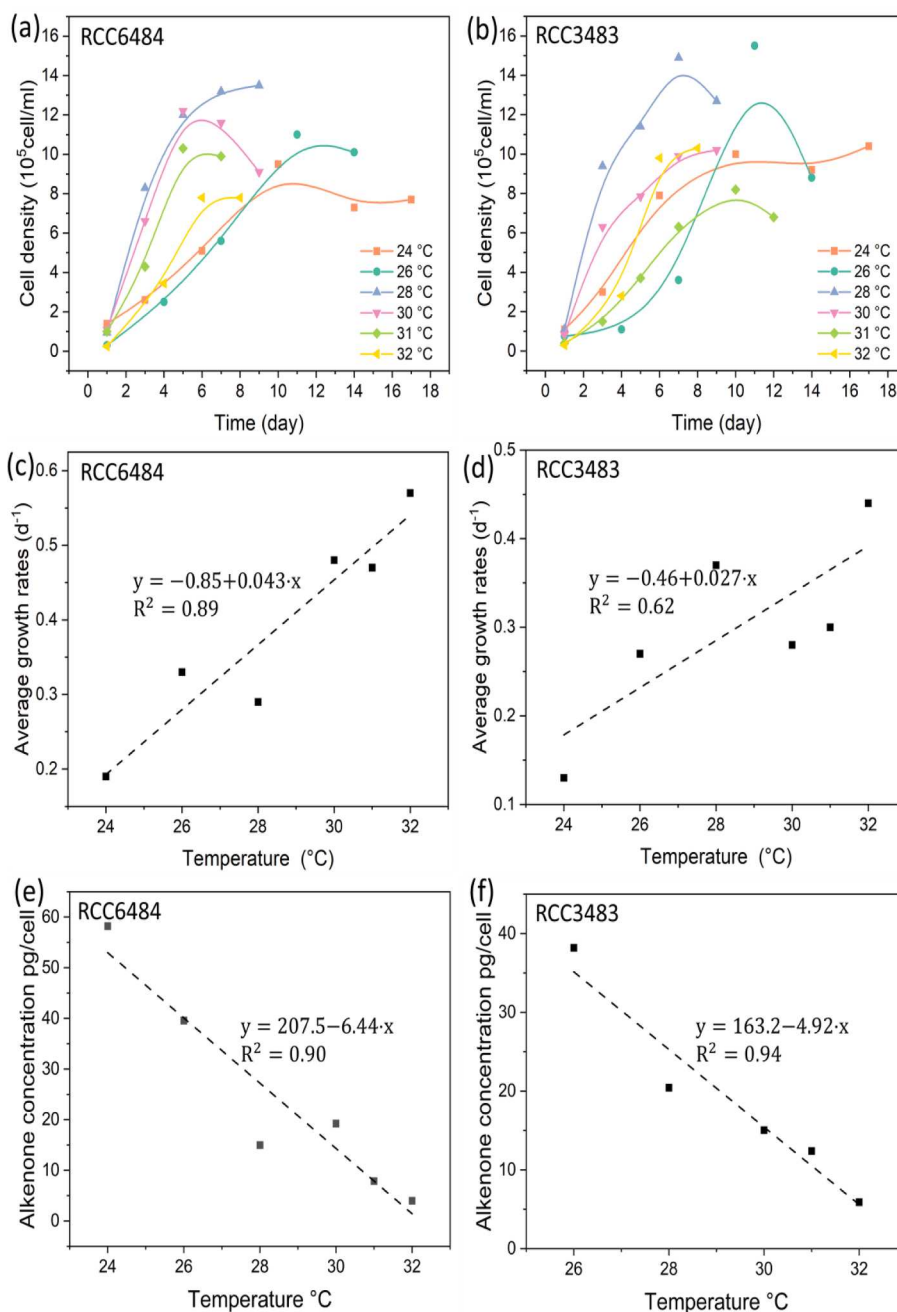 (a)
RCC6484
Cell density (10⁵cell/ml)
16
14
12
10
8
6
4
2
0
24 °C
26 °C
28 °C
30 °C
31 °C
32 °C
0 2 4 6 8 10 12 14 16 18
Time (day)
(b)
RCC3483
Cell density (10⁵cell/ml)
16
14
12
10
8
6
4
2
0
24 °C
26 °C
28 °C
30 °C
31 °C
32 °C
0 2 4 6 8 10 12 14 16 18
Time (day)
(c)
RCC6484
Average growth rates (d⁻¹)
0.6
0.5
0.4
0.3
0.2
y = −0.85+0.043·x
R² = 0.89
24 26 28 30 32
Temperature (°C)
(d)
RCC3483
Average growth rates (d⁻¹)
0.5
0.4
0.3
0.2
0.1
y = −0.46+0.027·x
R² = 0.62
24 26 28 30 32
Temperature (°C)
(e)
RCC6484
Alkenone concentration pg/cell
60
50
40
30
20
10
0
y = 207.5−6.44·x
R² = 0.90
24 26 28 30 32
Temperature °C
(f)
RCC3483
Alkenone concentration pg/cell
40
30
20
10
0
y = 163.2−4.92·x
R² = 0.94
26 28 30 32
Temperature °C